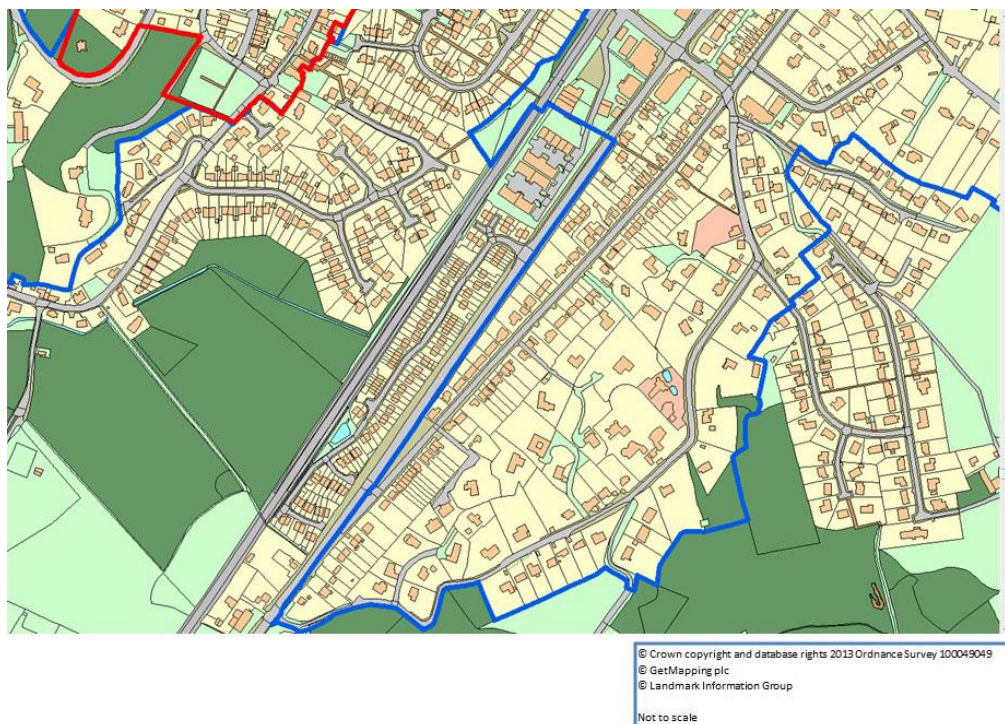 © Crown copyright and database rights 2013 Ordnance Survey 100049049
© GetMapping plc
© Landmark Information Group
Not to scale